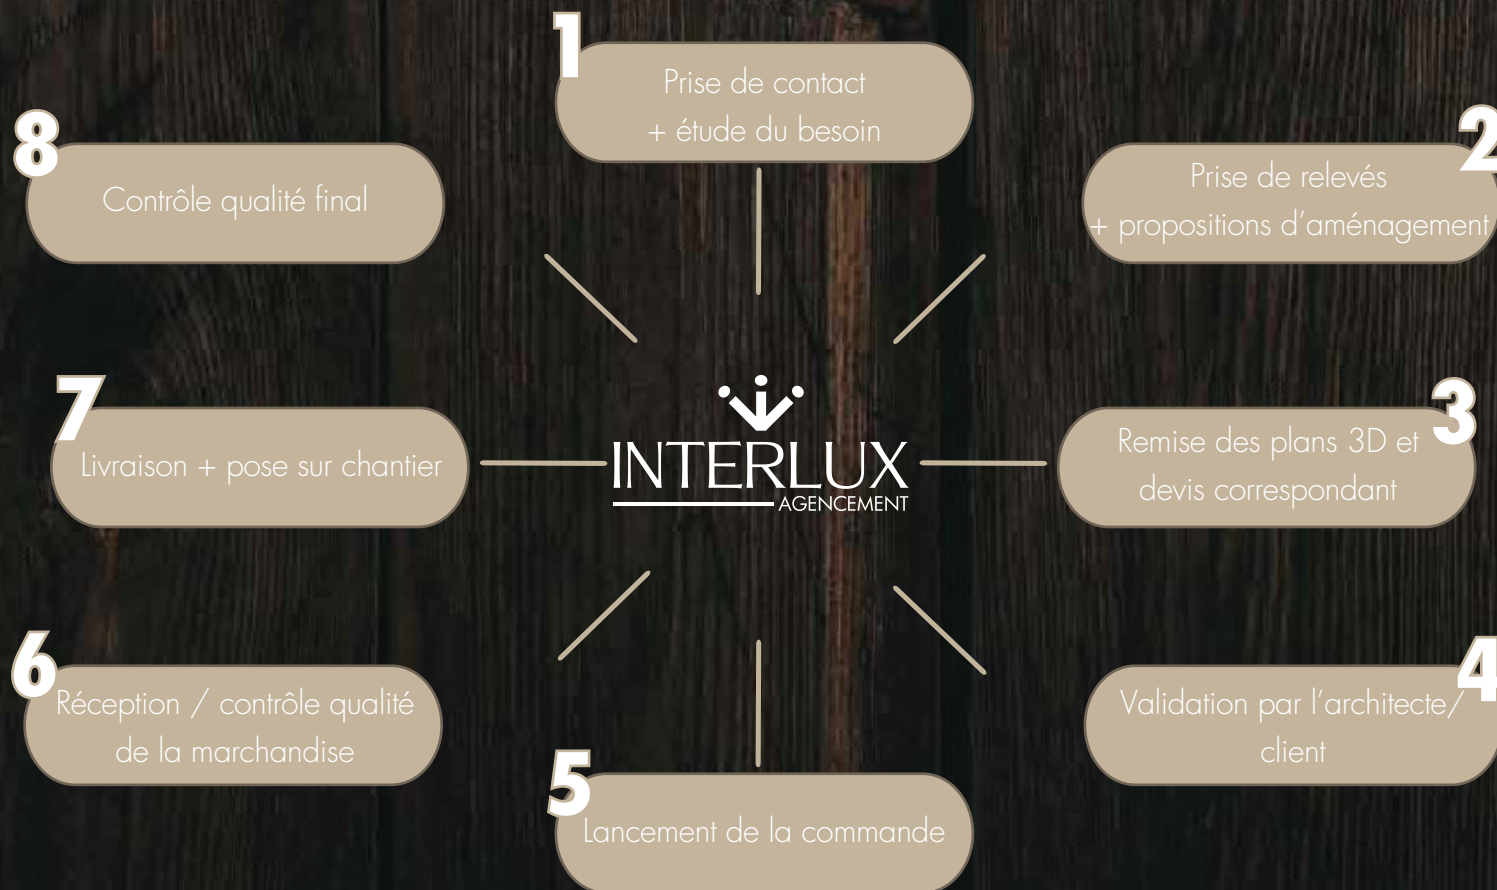 1
Prise de contact
+ étude du besoin
2
Prise de relevés
+ propositions d'aménagement
3
Remise des plans 3D et
devis correspondant
4
Validation par l'architecte/
client
5
Lancement de la commande
6
Réception / contrôle qualité
de la marchandise
7
Livraison + pose sur chantier
8
Contrôle qualité final
INTERLUX
AGENCEMENT